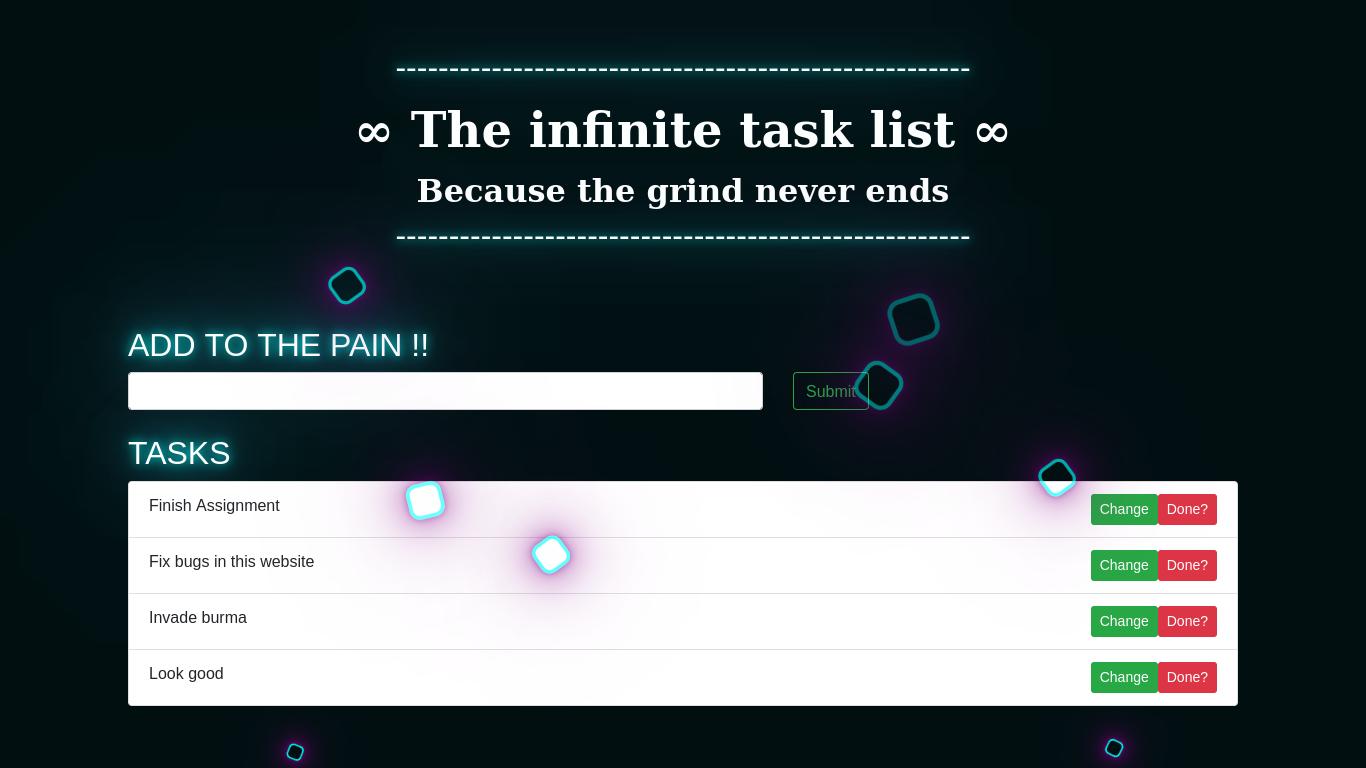 ------------------------------------------------------
∞ The infinite task list ∞
Because the grind never ends
------------------------------------------------------
ADD TO THE PAIN !!
Submit
TASKS
Finish Assignment Change Done?
Fix bugs in this website Change Done?
Invade burma Change Done?
Look good Change Done?